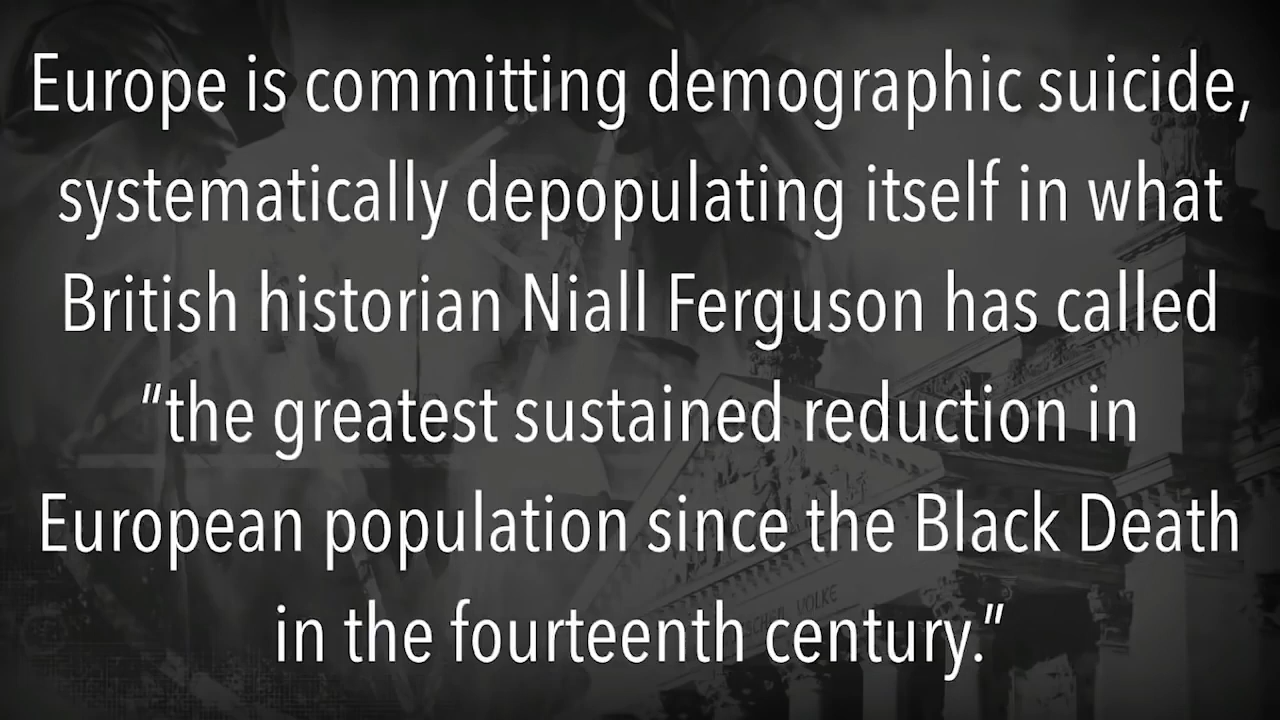 Europe is committing demographic suicide,
systematically depopulating itself in what
British historian Niall Ferguson has called
“the greatest sustained reduction in
European population since the Black Death
in the fourteenth century.”
VOLKE